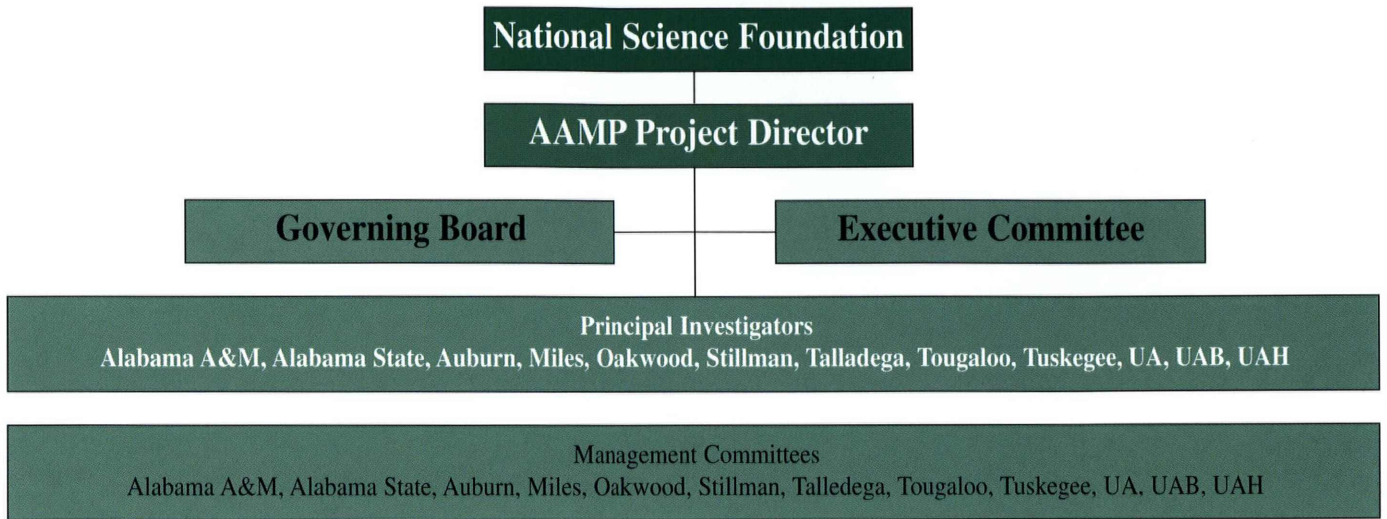 National Science Foundation
AAMP Project Director
Governing Board
Executive Committee
Principal Investigators
Alabama A&M, Alabama State, Auburn, Miles, Oakwood, Stillman, Talladega, Tougaloo, Tuskegee, UA, UAB, UAH
Management Committees
Alabama A&M, Alabama State, Auburn, Miles, Oakwood, Stillman, Talledega, Tougaloo, Tuskegee, UA, UAB, UAH